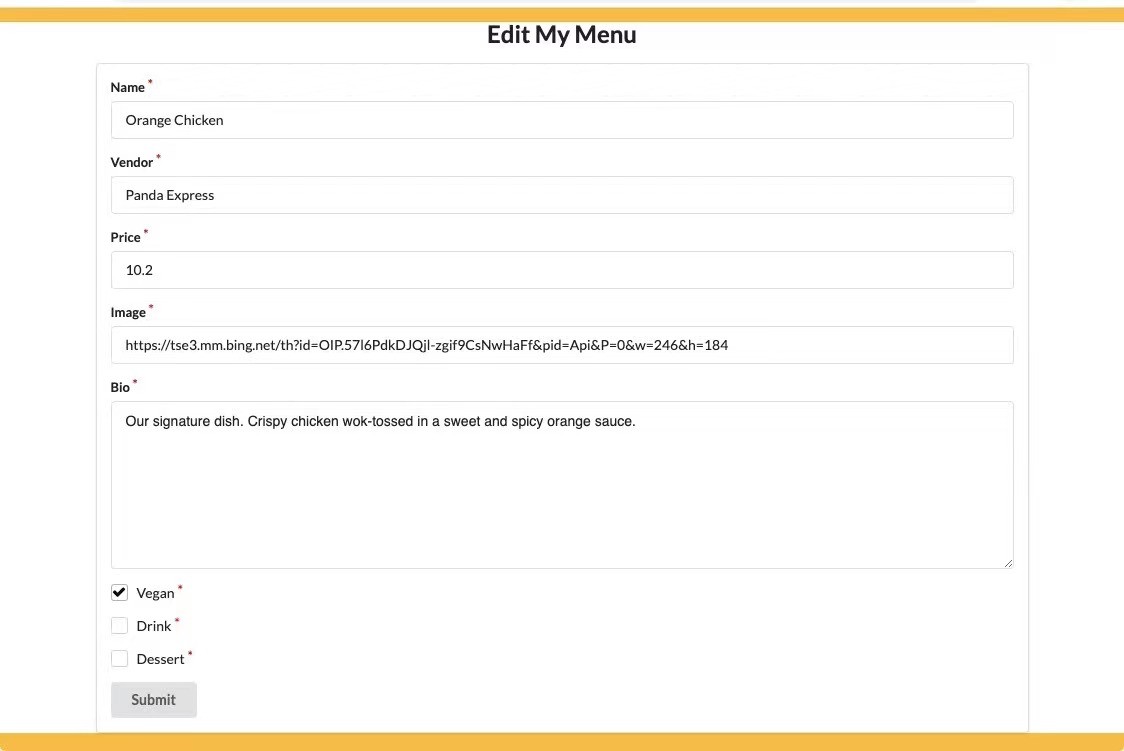 Edit My Menu
Name *
Orange Chicken
Vendor *
Panda Express
Price *
10.2
Image *
https://tse3.mm.bing.net/th?id=OIP.57l6PdkDJQjl-zgif9CsNwHaFf&pid=Api&P=0&w=246&h=184
Bio *
Our signature dish. Crispy chicken wok-tossed in a sweet and spicy orange sauce.
Vegan *
Drink *
Dessert *
Submit